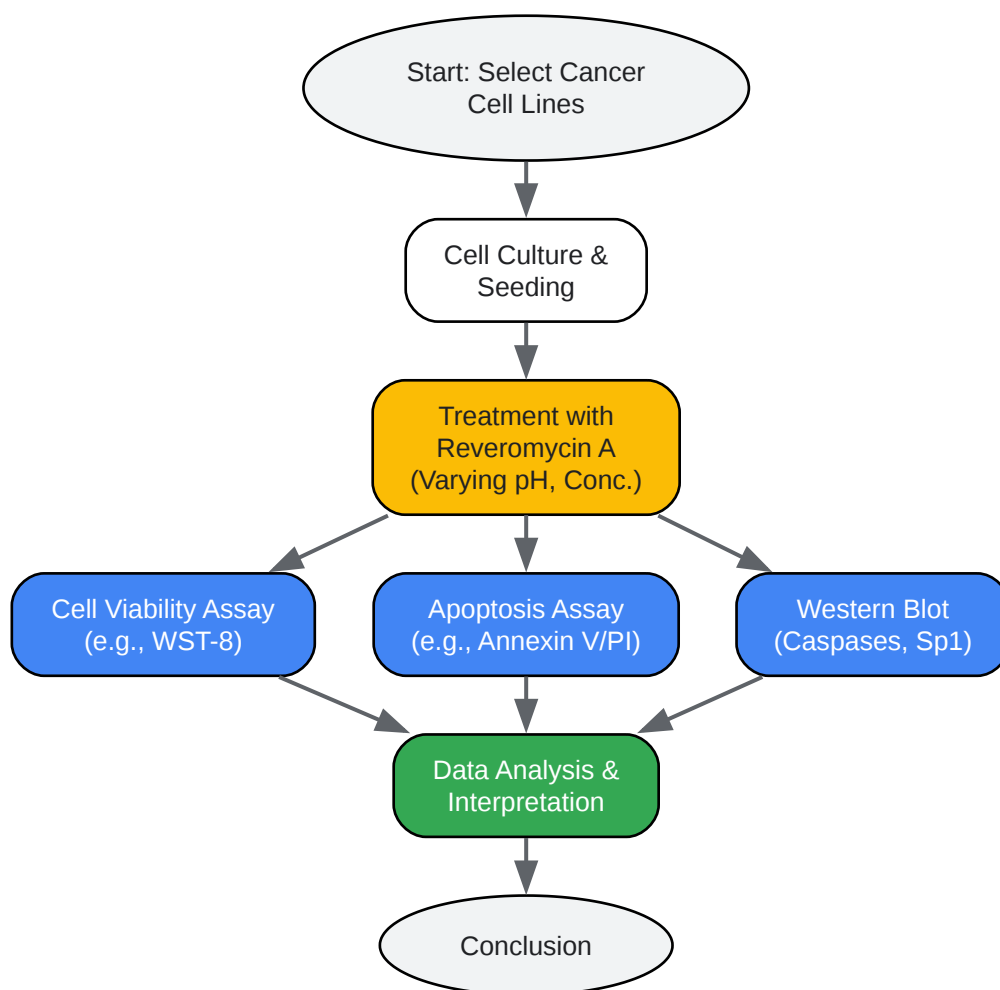 Start: Select Cancer
Cell Lines
Cell Culture &
Seeding
Treatment with
Reveromycin A
(Varying pH, Conc.)
Cell Viability Assay
(e.g., WST-8)
Apoptosis Assay
(e.g., Annexin V/PI)
Western Blot
(Caspases, Sp1)
Data Analysis &
Interpretation
Conclusion